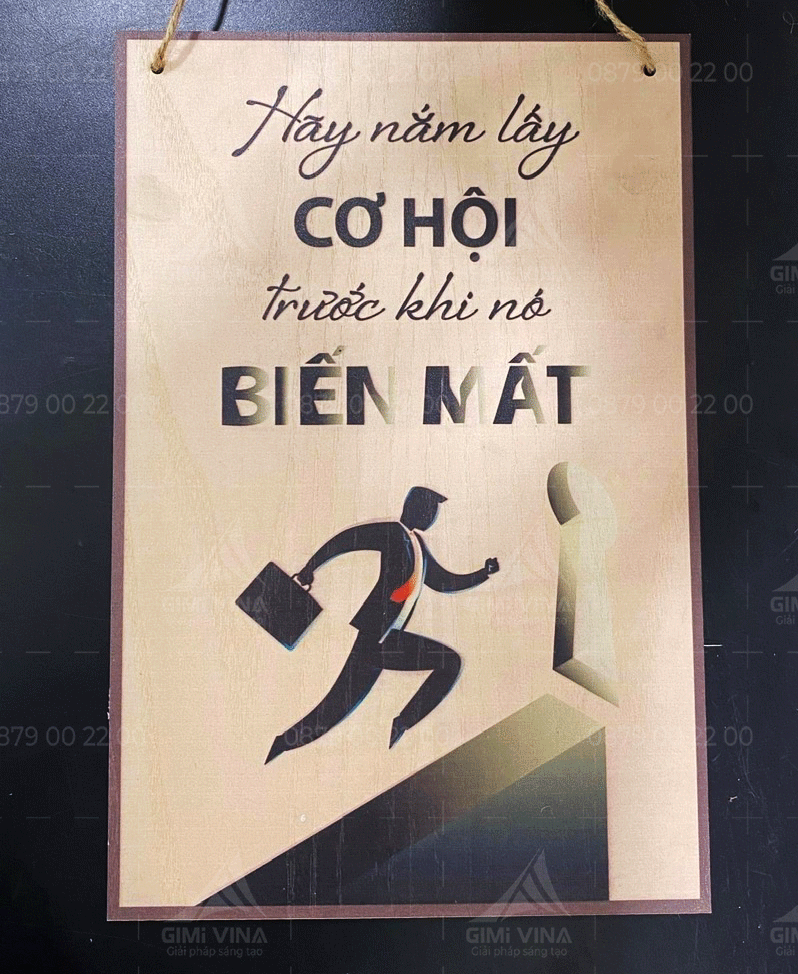 Hãy nắm lấy
CƠ HỘI
trước khi nó
BIẾN MẤT
0879 00 22 00
GIMI VINA
Giải pháp sáng tạo